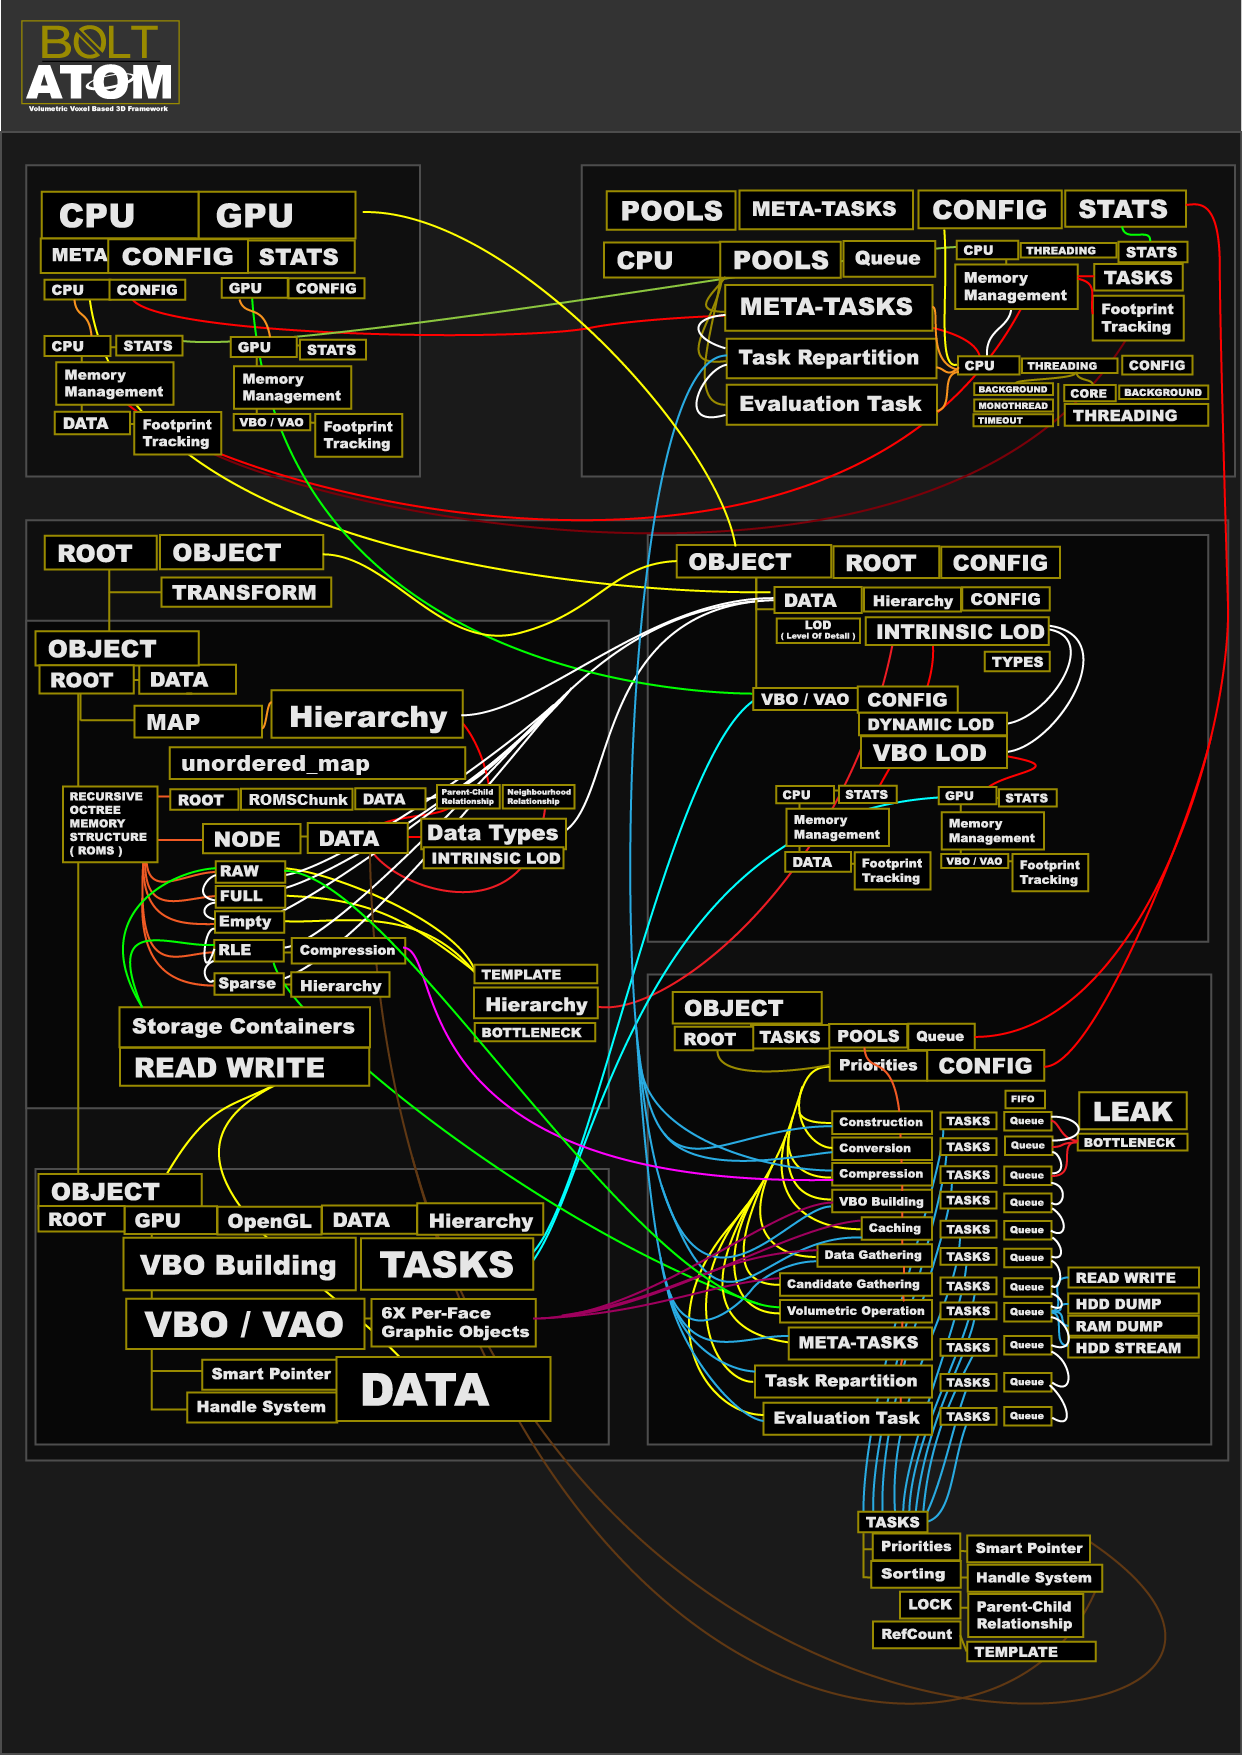 BOLT
ATOM
Volumetric Voxel Based 3D Framework
CPU GPU
META CONFIG STATS
CPU CONFIG GPU CONFIG
CPU STATS GPU STATS
Memory
Management
Memory
Management
DATA Footprint
Tracking
VBO / VAO Footprint
Tracking
POOLS META-TASKS CONFIG STATS
CPU POOLS Queue
META-TASKS
Task Repartition
Evaluation Task
CPU THREADING STATS
Memory
Management
TASKS
Footprint
Tracking
CPU THREADING CONFIG
BACKGROUND
MONOTHREAD
TIMEOUT
CORE BACKGROUND
THREADING
ROOT OBJECT
TRANSFORM
OBJECT
ROOT DATA
MAP Hierarchy
unordered_map
RECURSIVE
OCTREE
MEMORY
STRUCTURE
( ROMS )
ROOT ROMSChunk DATA
Parent-Child
Relationship
Neighbourhood
Relationship
NODE DATA Data Types
INTRINSIC LOD
RAW
FULL
Empty
RLE Compression
Sparse Hierarchy
TEMPLATE
Hierarchy
BOTTLENECK
Storage Containers
READ WRITE
OBJECT ROOT CONFIG
DATA Hierarchy CONFIG
LOD
( Level Of Detail )
INTRINSIC LOD
TYPES
VBO / VAO CONFIG
DYNAMIC LOD
VBO LOD
CPU STATS GPU STATS
Memory
Management
Memory
Management
DATA Footprint
Tracking
VBO / VAO Footprint
Tracking
OBJECT
ROOT TASKS POOLS Queue
Priorities CONFIG
FIFO
LEAK
BOTTLENECK
Construction TASKS Queue
Conversion TASKS Queue
Compression TASKS Queue
VBO Building TASKS Queue
Caching TASKS Queue
Data Gathering TASKS Queue
Candidate Gathering TASKS Queue
Volumetric Operation TASKS Queue
META-TASKS TASKS Queue
Task Repartition TASKS Queue
Evaluation Task TASKS Queue
READ WRITE
HDD DUMP
RAM DUMP
HDD STREAM
OBJECT
ROOT GPU OpenGL DATA Hierarchy
VBO Building TASKS
VBO / VAO 6X Per-Face
Graphic Objects
Smart Pointer
Handle System
DATA
TASKS
Priorities Smart Pointer
Sorting Handle System
LOCK Parent-Child
Relationship
RefCount
TEMPLATE